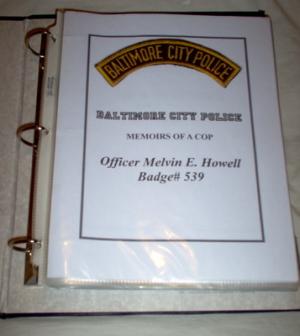 BALTIMORE CITY POLICE
BALTIMORE CITY POLICE
MEMOIRS OF A COP
Officer Melvin E. Howell
Badge# 539